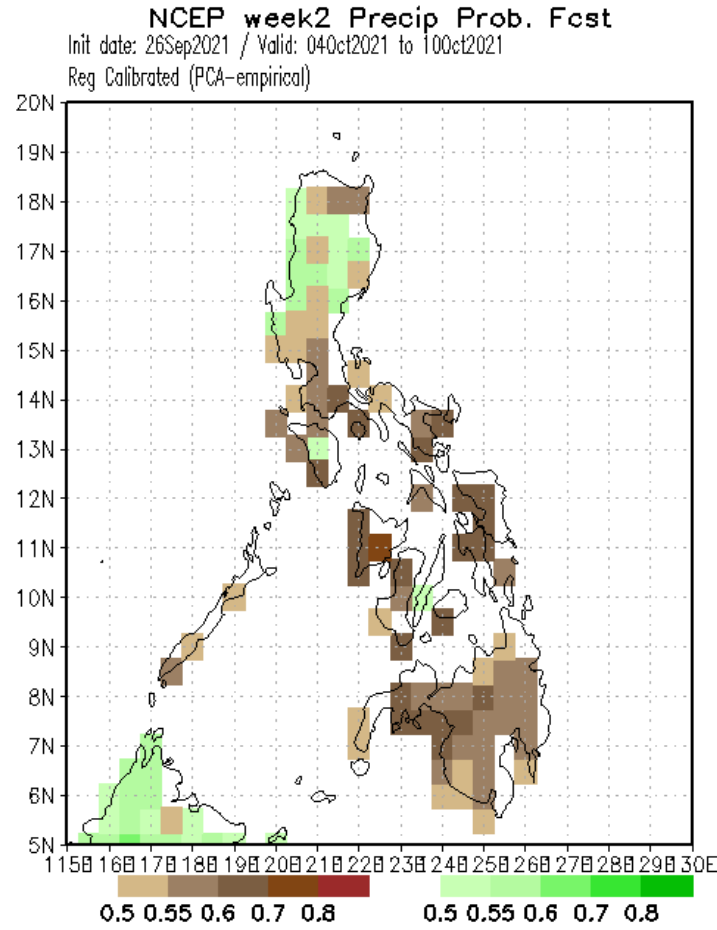 NCEP week2 Precip Prob. Fcst
Init date: 26Sep2021 / Valid: 04Oct2021 to 10Oct2021
Reg Calibrated (PCA-empirical)
20N
19N
18N
17N
16N
15N
14N
13N
12N
11N
10N
9N
8N
7N
6N
5N
115E 116E 117E 118E 119E 120E 121E 122E 123E 124E 125E 126E 127E 128E 129E 130E
0.5 0.55 0.6 0.7 0.8 0.5 0.55 0.6 0.7 0.8